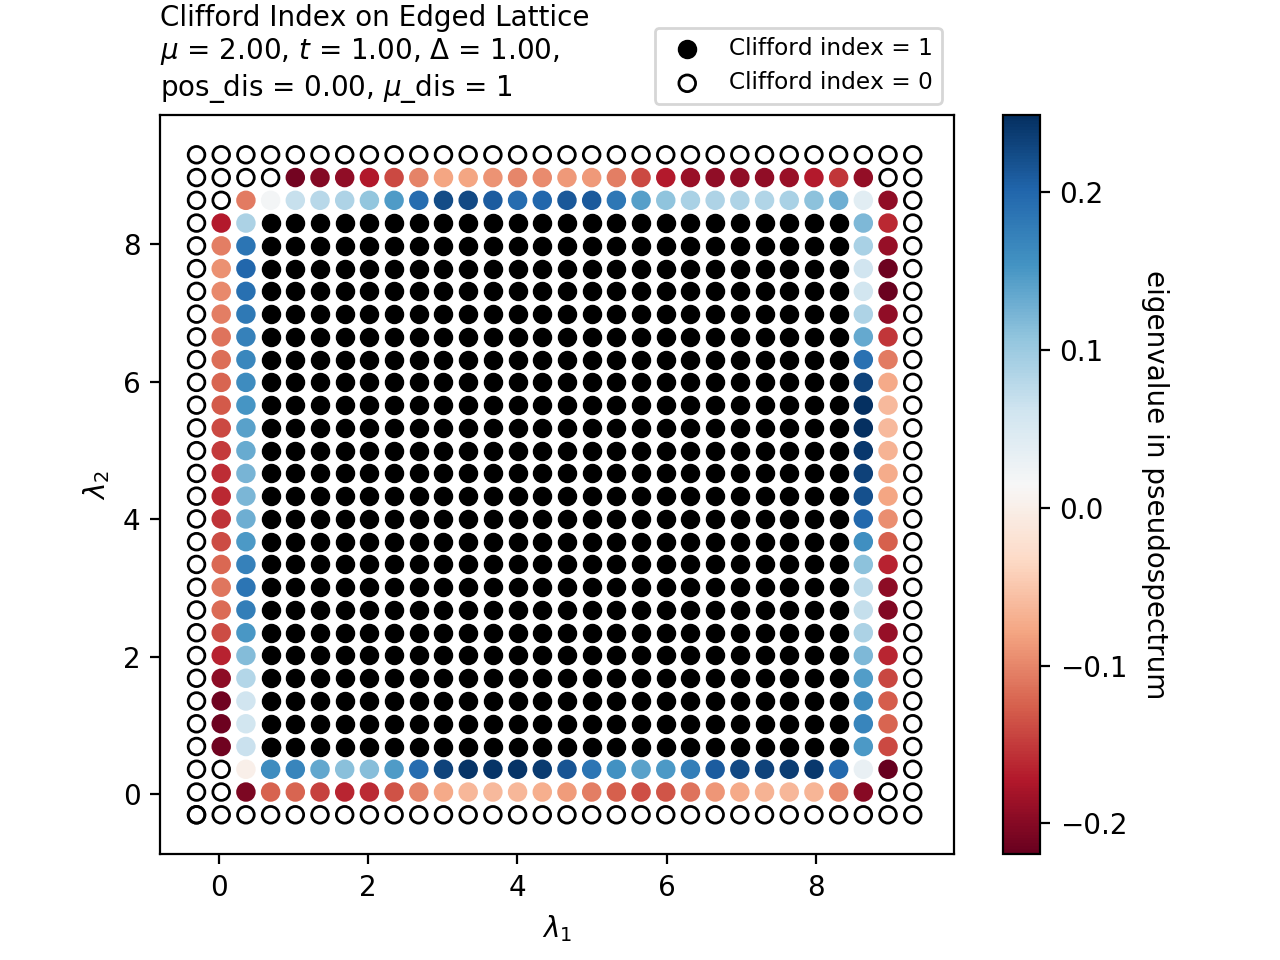 Clifford Index on Edged Lattice
μ = 2.00, t = 1.00, Δ = 1.00,
pos_dis = 0.00, μ_dis = 1
Clifford index = 1
Clifford index = 0
8
6
4
2
0
λ₂
0 2 4 6 8
λ₁
0.2
0.1
0.0
−0.1
−0.2
eigenvalue in pseudospectrum